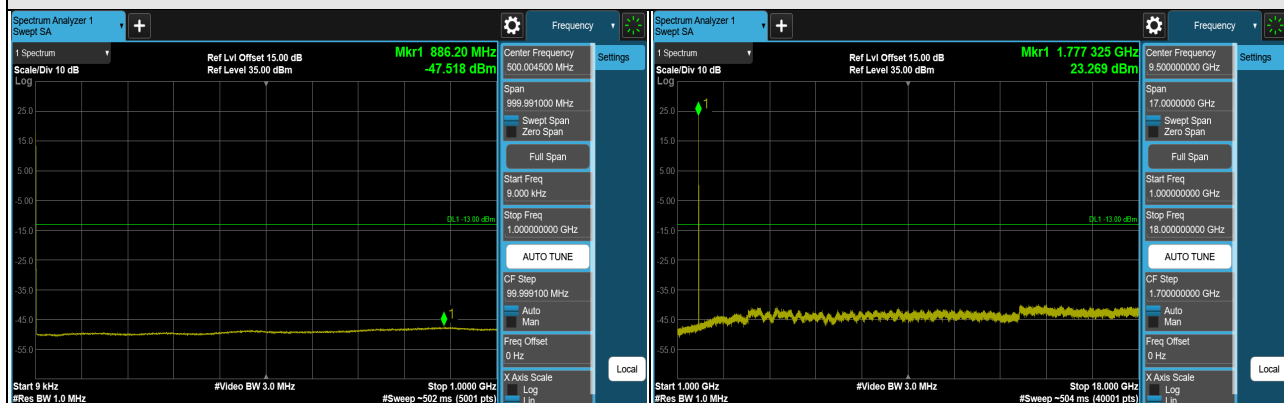 Spectrum Analyzer 1
Swept SA
+
Frequency
1 Spectrum
Scale/Div 10 dB
Log
Ref Lvl Offset 15.00 dB
Ref Level 35.00 dBm
Mkr1 886.20 MHz
-47.518 dBm
25.0
15.0
5.00
-5.00
-15.0
-25.0
-35.0
-45.0
-55.0
1
DL1 -13.00 dBm
Start 9 kHz
#Res BW 1.0 MHz
#Video BW 3.0 MHz
Stop 1.0000 GHz
#Sweep ~502 ms (5001 pts)
Center Frequency
500.004500 MHz
Span
999.991000 MHz
Swept Span
Zero Span
Full Span
Start Freq
9.000 kHz
Stop Freq
1.000000000 GHz
AUTO TUNE
CF Step
99.999100 MHz
Auto
Man
Freq Offset
0 Hz
X Axis Scale
Log
Lin
Settings
Local
Spectrum Analyzer 1
Swept SA
+
Frequency
1 Spectrum
Scale/Div 10 dB
Log
Ref Lvl Offset 15.00 dB
Ref Level 35.00 dBm
Mkr1 1.777 325 GHz
23.269 dBm
25.0
15.0
5.00
-5.00
-15.0
-25.0
-35.0
-45.0
-55.0
1
DL1 -13.00 dBm
Start 1.000 GHz
#Res BW 1.0 MHz
#Video BW 3.0 MHz
Stop 18.000 GHz
#Sweep ~504 ms (40001 pts)
Center Frequency
9.500000000 GHz
Span
17.0000000 GHz
Swept Span
Zero Span
Full Span
Start Freq
1.000000000 GHz
Stop Freq
18.000000000 GHz
AUTO TUNE
CF Step
1.700000000 GHz
Auto
Man
Freq Offset
0 Hz
X Axis Scale
Log
Lin
Settings
Local